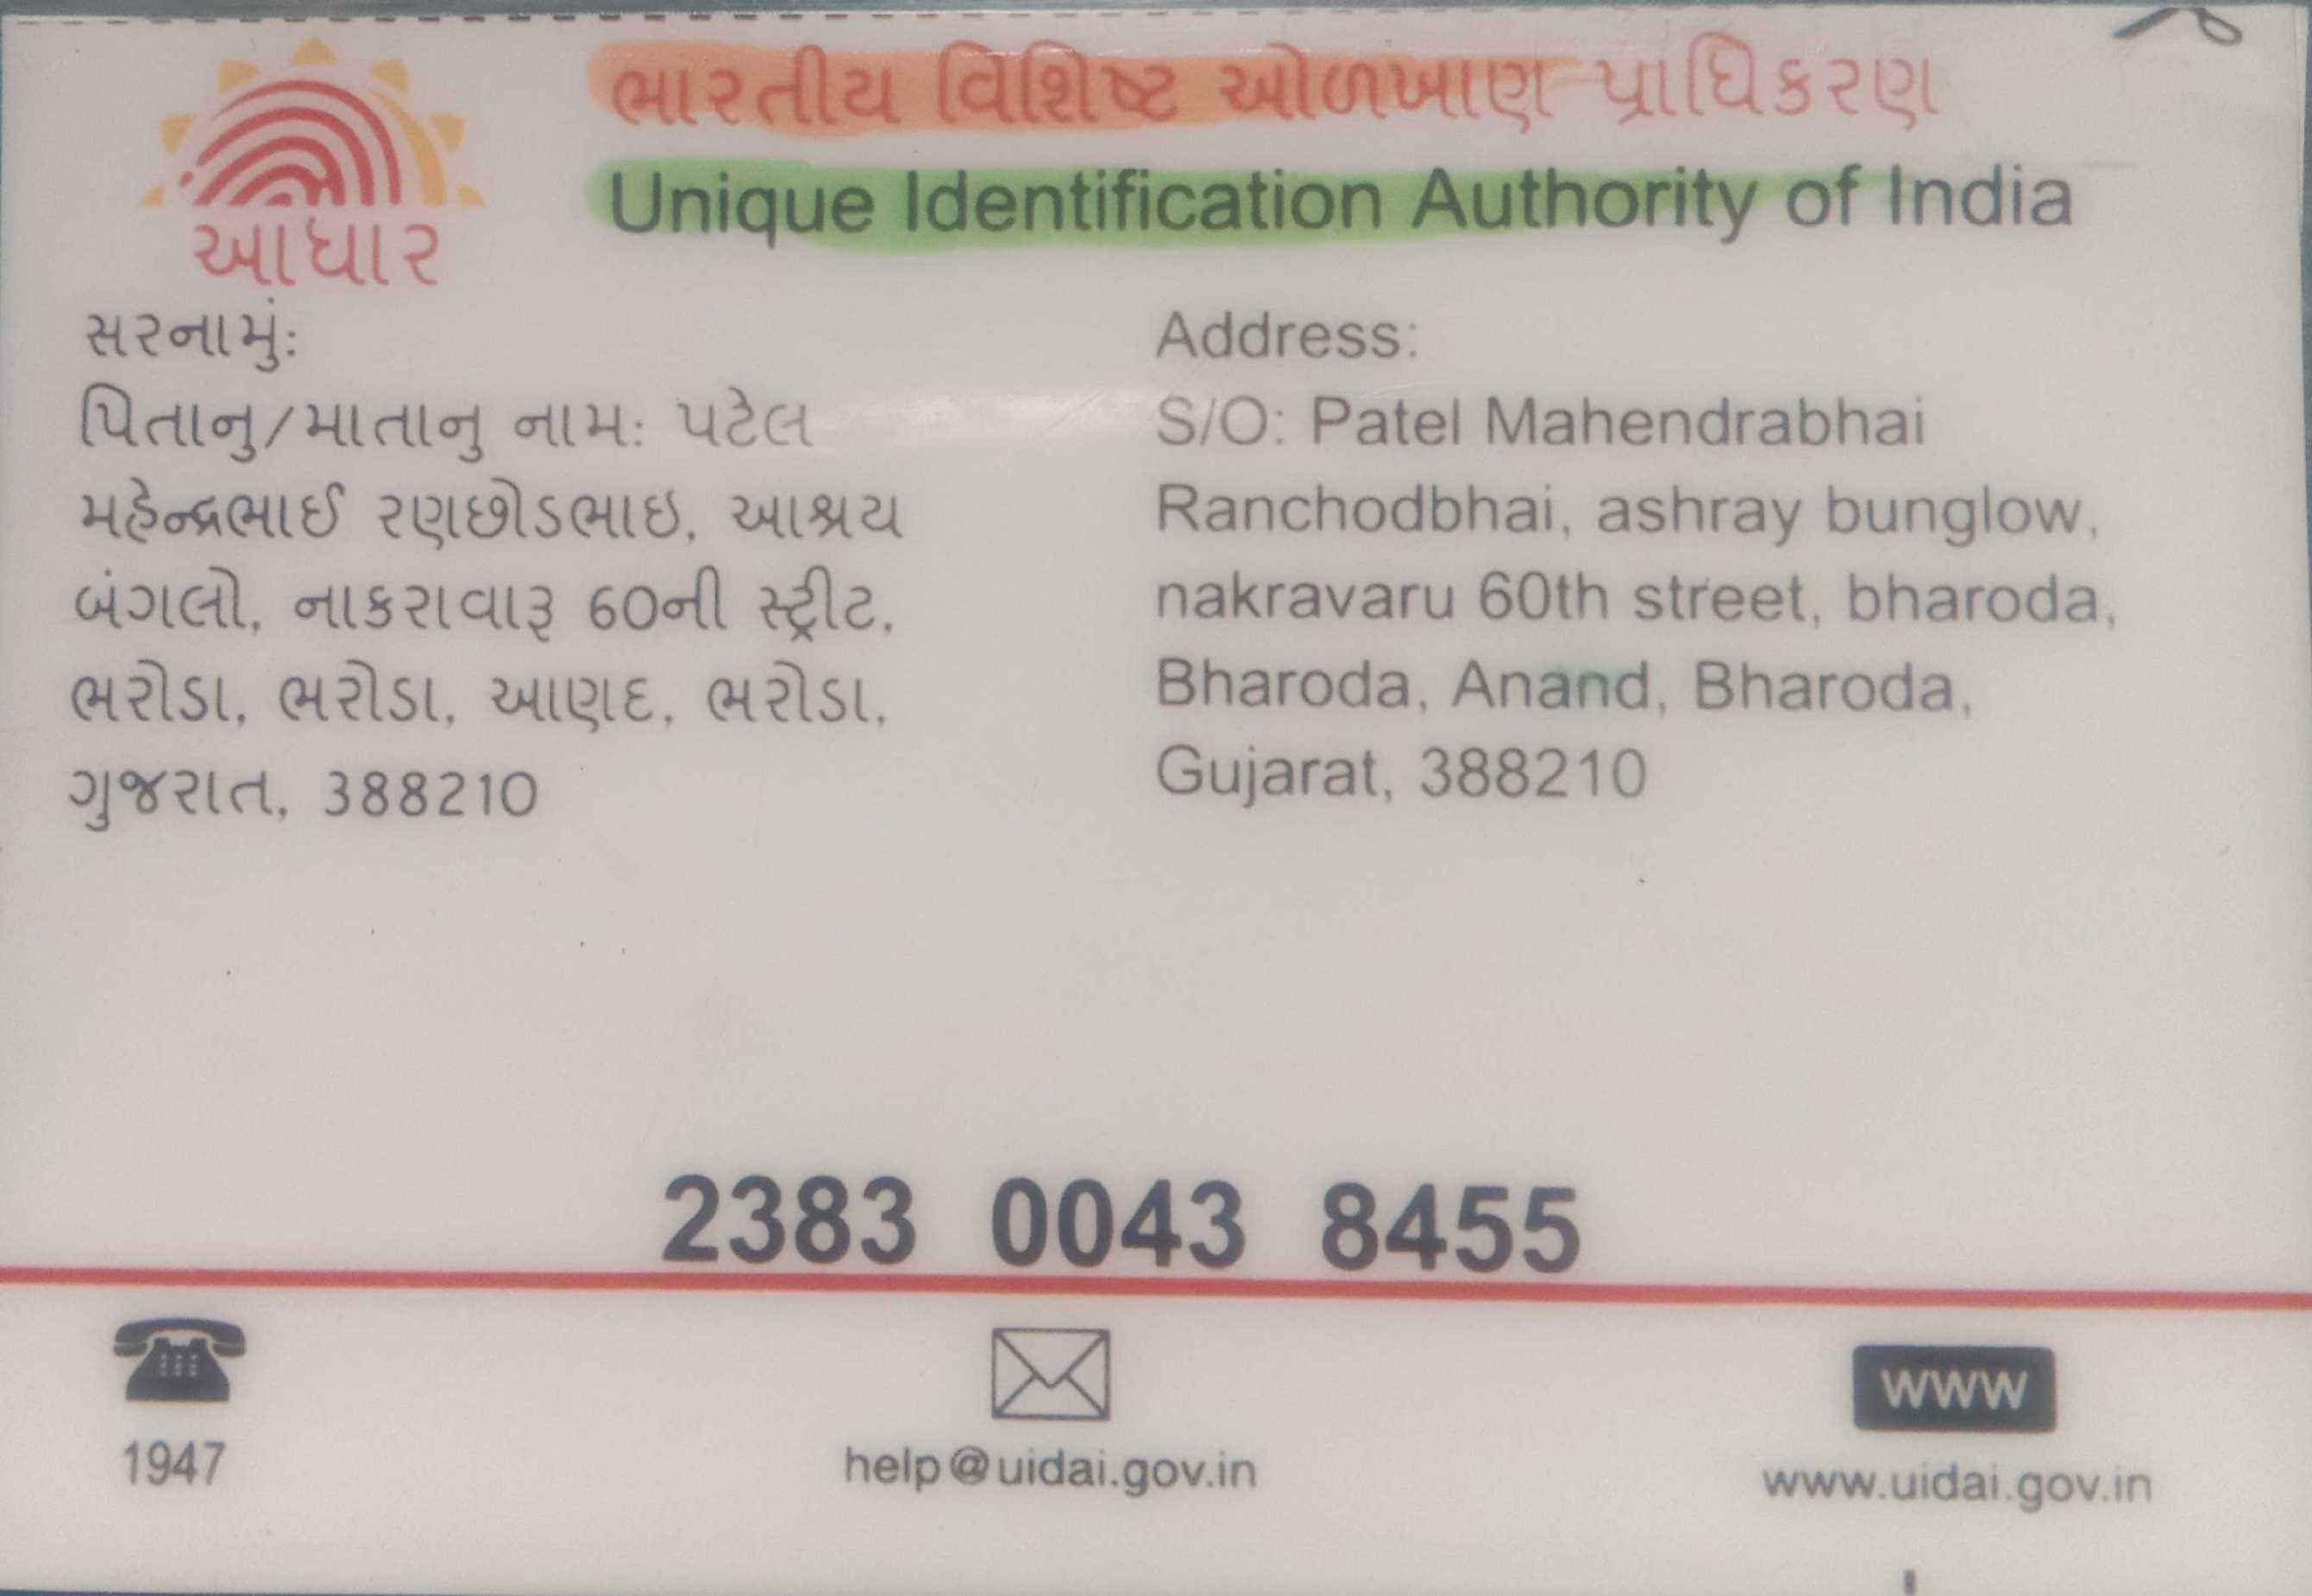 ભારતીય વિશિષ્ટ ઓળખાણ પ્રાધિકરણ
Unique Identification Authority of India
આધાર
સરનામું:
પિતાનુ/માતાનુ નામ: પટેલ
મહેન્દ્રભાઈ રણછોડભાઇ, આશ્રય
બંગલો, નાકરાવારૂ 60ની સ્ટ્રીટ,
ભરોડા, ભરોડા, આણદ, ભરોડા,
ગુજરાત, 388210
Address:
S/O: Patel Mahendrabhai
Ranchodbhai, ashray bunglow,
nakravaru 60th street, bharoda,
Bharoda, Anand, Bharoda,
Gujarat, 388210
2383 0043 8455
1947
help@uidai.gov.in
www
www.uidai.gov.in